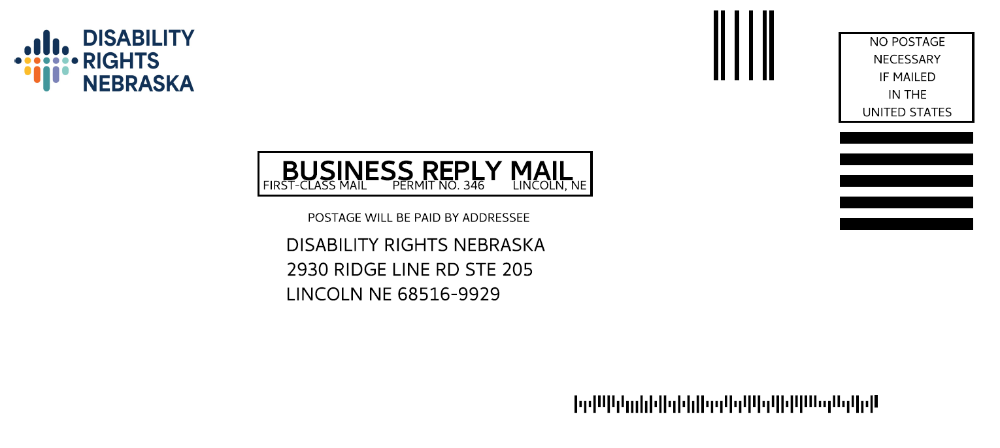 DISABILITY
RIGHTS
NEBRASKA
NO POSTAGE
NECESSARY
IF MAILED
IN THE
UNITED STATES
BUSINESS REPLY MAIL
FIRST-CLASS MAIL PERMIT NO. 346 LINCOLN, NE
POSTAGE WILL BE PAID BY ADDRESSEE
DISABILITY RIGHTS NEBRASKA
2930 RIDGE LINE RD STE 205
LINCOLN NE 68516-9929